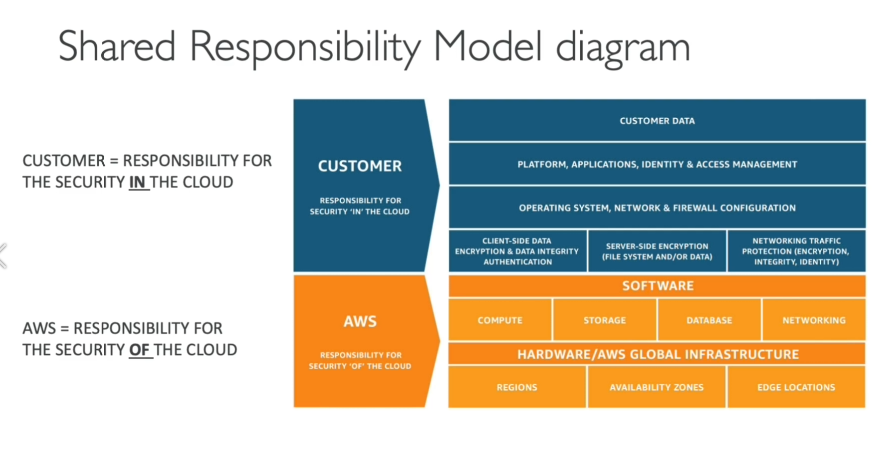 Shared Responsibility Model diagram
CUSTOMER = RESPONSIBILITY FOR
THE SECURITY IN THE CLOUD
CUSTOMER
RESPONSIBILITY FOR
SECURITY 'IN' THE CLOUD
CUSTOMER DATA
PLATFORM, APPLICATIONS, IDENTITY & ACCESS MANAGEMENT
OPERATING SYSTEM, NETWORK & FIREWALL CONFIGURATION
CLIENT-SIDE DATA
ENCRYPTION & DATA INTEGRITY
AUTHENTICATION
SERVER-SIDE ENCRYPTION
(FILE SYSTEM AND/OR DATA)
NETWORKING TRAFFIC
PROTECTION (ENCRYPTION,
INTEGRITY, IDENTITY)
AWS = RESPONSIBILITY FOR
THE SECURITY OF THE CLOUD
AWS
RESPONSIBILITY FOR
SECURITY 'OF' THE CLOUD
SOFTWARE
COMPUTE
STORAGE
DATABASE
NETWORKING
HARDWARE/AWS GLOBAL INFRASTRUCTURE
REGIONS
AVAILABILITY ZONES
EDGE LOCATIONS